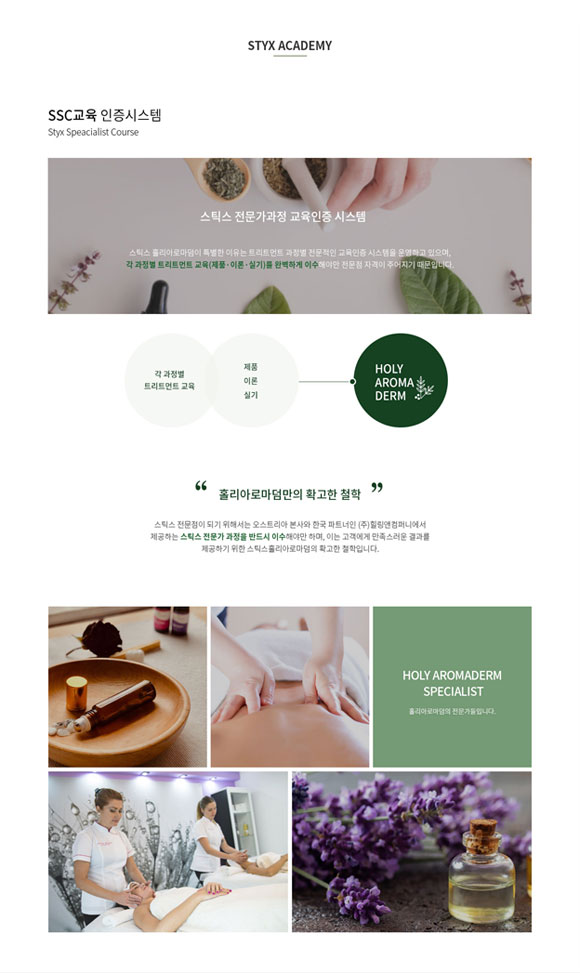 STYX ACADEMY
SSC교육 인증시스템
Styx Speacialist Course
스틱스 전문가과정 교육인증 시스템
스틱스 홀리아로마덤이 특별한 이유는 트리트먼트 과정별 전문적인 교육인증 시스템을 운영하고 있으며,
각 과정별 트리트먼트 교육(제품·이론·실기)를 완벽하게 이수해야만 전문점 자격이 주어지기 때문입니다.
각 과정별
트리트먼트 교육
제품
이론
실기
HOLY
AROMA
DERM
“ 홀리아로마덤만의 확고한 철학 ”
스틱스 전문점이 되기 위해서는 오스트리아 본사와 한국 파트너인 (주)힐링앤컴퍼니에서
제공하는 스틱스 전문가 과정을 반드시 이수해야만 하며, 이는 고객에게 만족스러운 결과를
제공하기 위한 스틱스홀리아로마덤의 확고한 철학입니다.
HOLY AROMADERM
SPECIALIST
홀리아로마덤의 전문가들입니다.